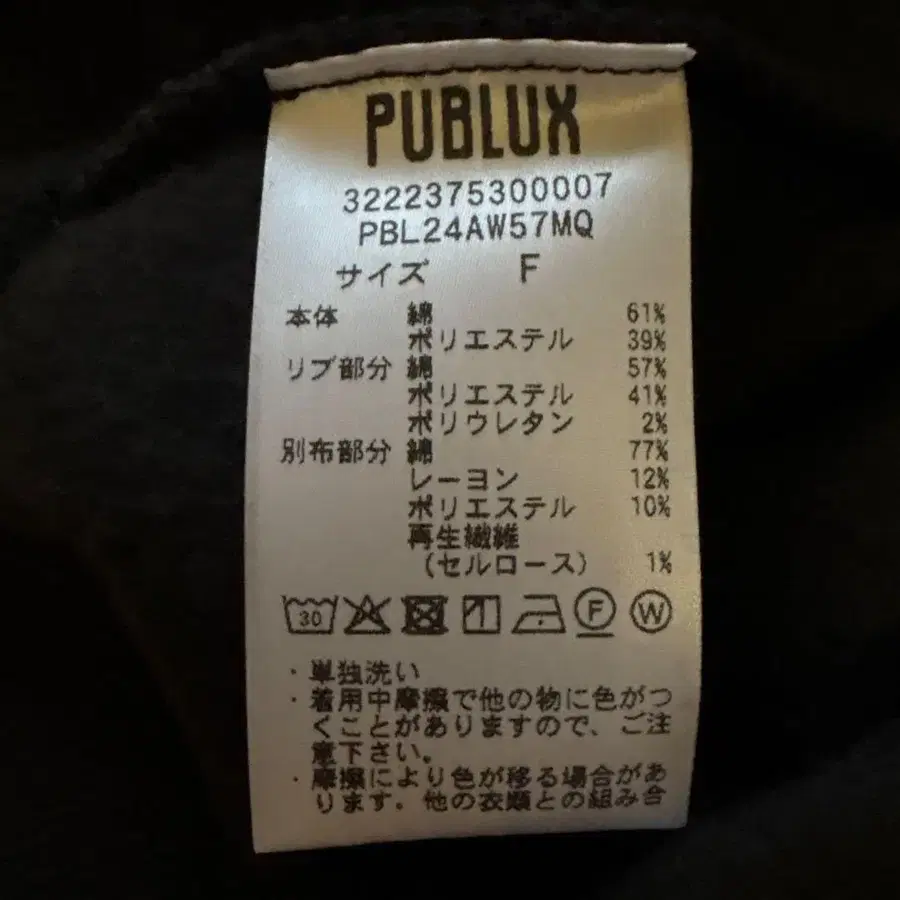 PUBLUX
3222375300007
PBL24AW57MQ
サイズ F
本体 綿 61%
ポリエステル 39%
リブ部分 綿 57%
ポリエステル 41%
ポリウレタン 2%
別布部分 綿 77%
レーヨン 12%
ポリエステル 10%
再生繊維
(セルロース) 1%
30 F W
・単独洗い
・着用中摩擦で他の物に色がつ
くことがありますので、ご注
意下さい。
・摩擦により色が移る場合があ
ります．他の衣類との組み合